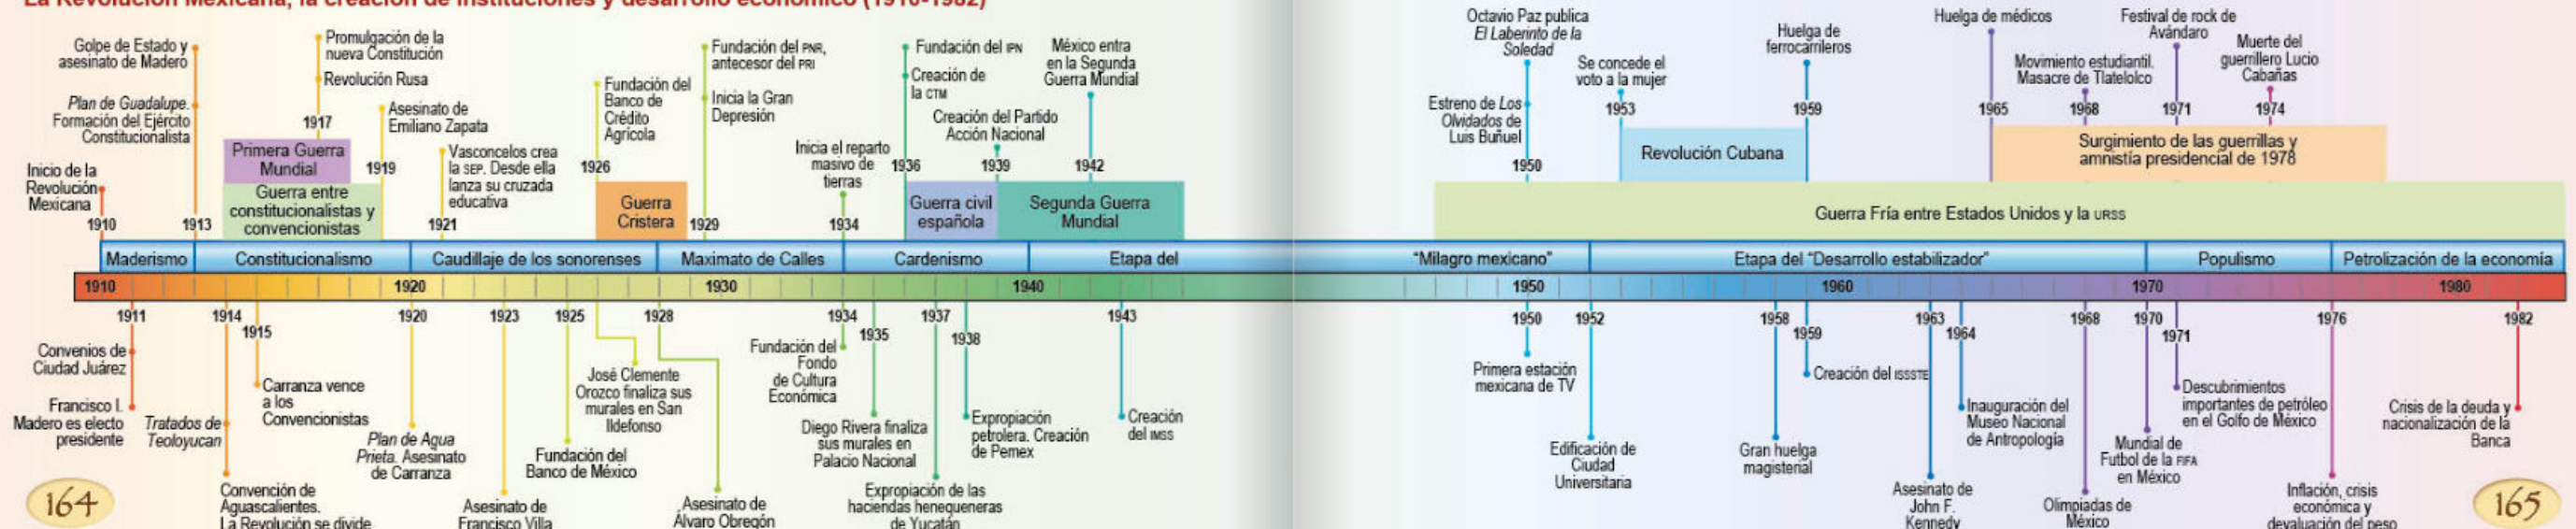 La Revolución Mexicana, la creación de instituciones y desarrollo económico (1910-1982)
Golpe de Estado y
asesinato de Madero
Plan de Guadalupe.
Formación del Ejército
Constitucionalista
Inicio de la
Revolución
Mexicana
1910
1913
Promulgación de la
nueva Constitución
Revolución Rusa
1917
Primera Guerra
Mundial
Guerra entre
constitucionalistas y
convencionistas
Asesinato de
Emiliano Zapata
1919
Vasconcelos crea
la SEP. Desde ella
lanza su cruzada
educativa
1921
Fundación del
Banco de
Crédito
Agrícola
1926
Guerra
Cristera
Fundación del PNR,
antecesor del PRI
Inicia la Gran
Depresión
1929
Inicia el reparto
masivo de
tierras
1934
Fundación del IPN
Creación de
la CTM
1936
Guerra civil
española
Creación del Partido
Acción Nacional
1939
México entra
en la Segunda
Guerra Mundial
1942
Segunda Guerra
Mundial
Octavio Paz publica
El Laberinto de la
Soledad
Estreno de Los
Olvidados de
Luis Buñuel
1950
Se concede el
voto a la mujer
1953
Revolución Cubana
Huelga de
ferrocarrileros
1959
Huelga de médicos
1965
Movimiento estudiantil.
Masacre de Tlatelolco
1968
Festival de rock de
Avándaro
1971
Muerte del
guerrillero Lucio
Cabañas
1974
Surgimiento de las guerrillas y
amnistía presidencial de 1978
Guerra Fría entre Estados Unidos y la URSS
Maderismo
Constitucionalismo
Caudillaje de los sonorenses
Maximato de Calles
Cardenismo
Etapa del
"Milagro mexicano"
Etapa del "Desarrollo estabilizador"
Populismo
Petrolización de la economía
1910
1920
1930
1940
1950
1960
1970
1980
1911
Convenios de
Ciudad Juárez
Francisco I.
Madero es electo
presidente
1914
Tratados de
Teoloyucan
Convención de
Aguascalientes.
La Revolución se divide
1915
Carranza vence
a los
Convencionistas
1920
Plan de Agua
Prieta. Asesinato
de Carranza
1923
Asesinato de
Francisco Villa
1925
Fundación del
Banco de México
José Clemente
Orozco finaliza sus
murales en San
Ildefonso
1928
Asesinato de
Álvaro Obregón
1934
Fundación del
Fondo
de Cultura
Económica
1935
Diego Rivera finaliza
sus murales en
Palacio Nacional
1937
Expropiación de las
haciendas henequeneras
de Yucatán
1938
Expropiación
petrolera. Creación
de Pemex
1943
Creación
del IMSS
1950
Primera estación
mexicana de TV
1952
Edificación de
Ciudad
Universitaria
1958
Gran huelga
magisterial
1959
Creación del ISSSTE
1963
Asesinato de
John F.
Kennedy
1964
Inauguración del
Museo Nacional
de Antropología
1968
Olimpiadas de
México
1970
Mundial de
Futbol de la FIFA
en México
1971
Descubrimientos
importantes de petróleo
en el Golfo de México
1976
Inflación, crisis
económica y
devaluación del peso
1982
Crisis de la deuda y
nacionalización de la
Banca
164
165